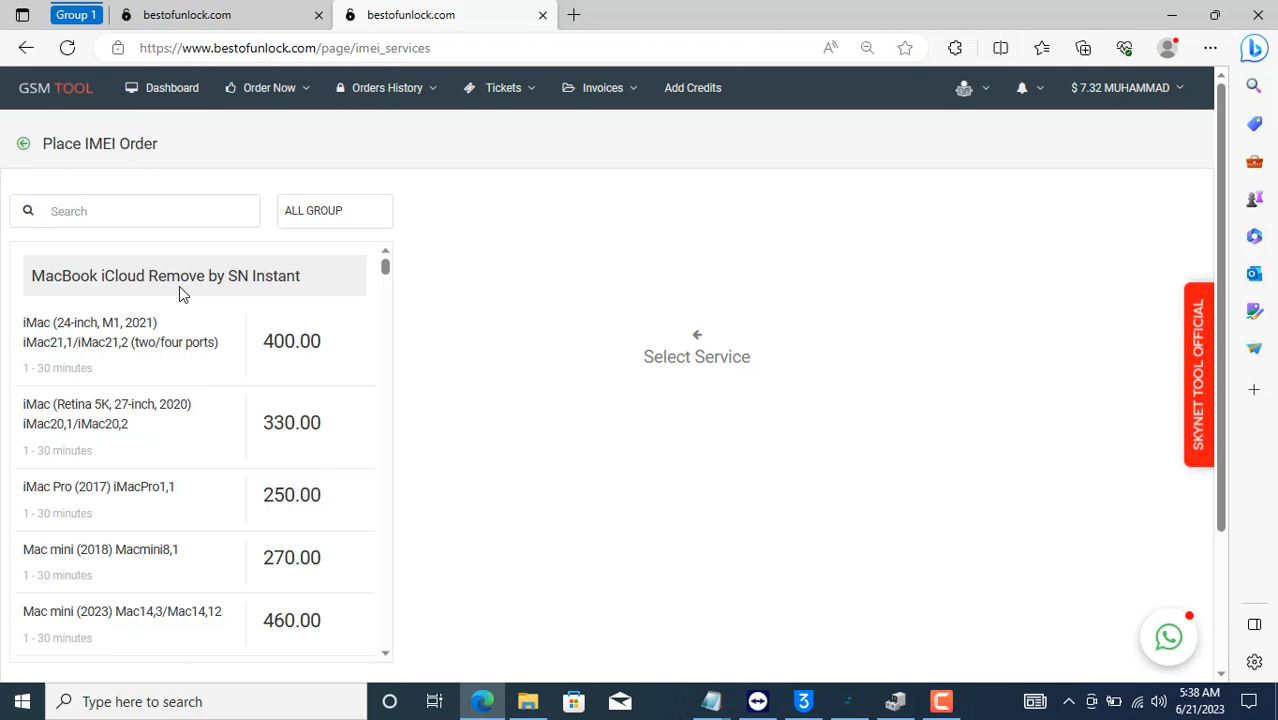 Group 1
bestofunlock.com
bestofunlock.com
https://www.bestofunlock.com/page/imei_services
GSM TOOL
Dashboard
Order Now
Orders History
Tickets
Invoices
Add Credits
$ 7.32 MUHAMMAD
Place IMEI Order
Search
ALL GROUP
MacBook iCloud Remove by SN Instant
iMac (24-inch, M1, 2021)
iMac21,1/iMac21,2 (two/four ports)
400.00
1 - 30 minutes
iMac (Retina 5K, 27-inch, 2020)
iMac20,1/iMac20,2
330.00
1 - 30 minutes
iMac Pro (2017) iMacPro1,1
250.00
1 - 30 minutes
Mac mini (2018) Macmini8,1
270.00
1 - 30 minutes
Mac mini (2023) Mac14,3/Mac14,12
460.00
1 - 30 minutes
Select Service
SKYNET TOOL OFFICIAL
Type here to search
5:38 AM
6/21/2023